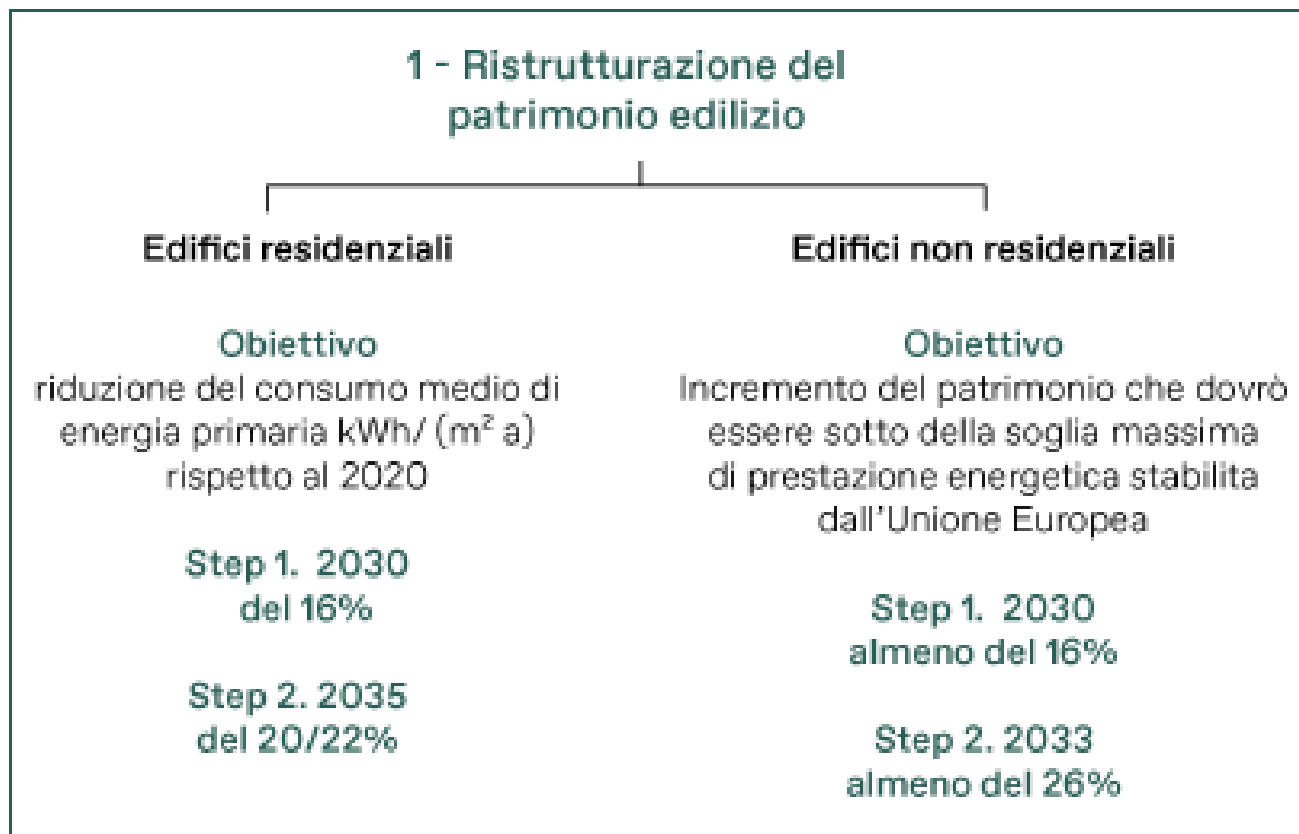 1 - Ristrutturazione del
patrimonio edilizio
Edifici residenziali
Obiettivo
riduzione del consumo medio di
energia primaria kWh/ (m² a)
rispetto al 2020
Step 1. 2030
del 16%
Step 2. 2035
del 20/22%
Edifici non residenziali
Obiettivo
Incremento del patrimonio che dovrò
essere sotto della soglia massima
di prestazione energetica stabilita
dall'Unione Europea
Step 1. 2030
almeno del 16%
Step 2. 2033
almeno del 26%